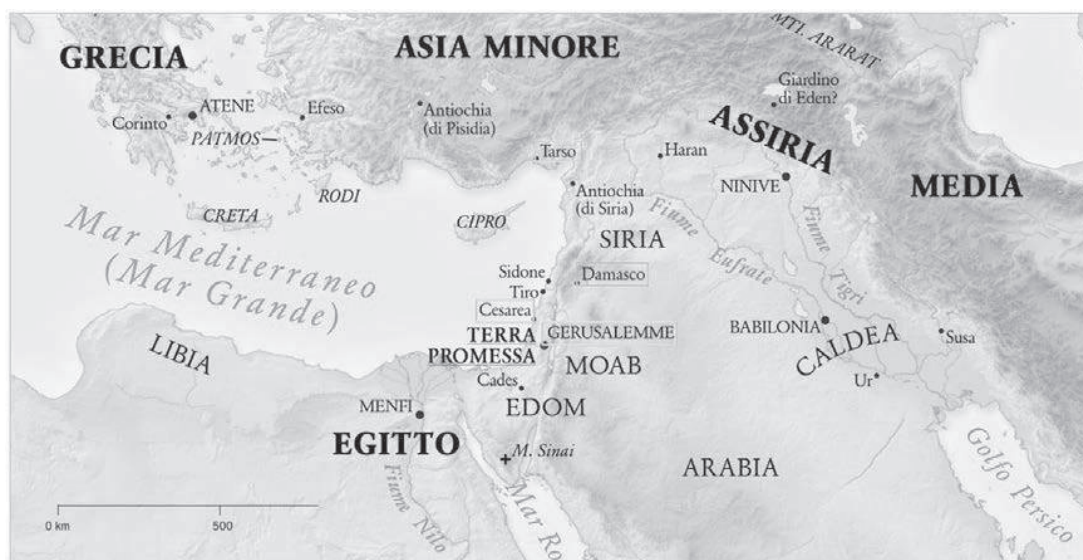 GRECIA
ASIA MINORE
MTI. ARARAT
Giardino
di Eden?
ATENE
Corinto
Efeso
PATMOS
Antiochia
(di Pisidia)
ASSIRIA
Tarso
Haran
NINIVE
MEDIA
RODI
CRETA
CIPRO
Antiochia
(di Siria)
Fiume
Eufrate
Fiume
Tigri
SIRIA
Mar Mediterraneo
(Mar Grande)
Sidone
Tiro
Damasco
Cesarea
TERRA
PROMESSA
GERUSALEMME
BABILONIA
CALDEA
Susa
Ur
LIBIA
MOAB
Cades
EDOM
MENFI
EGITTO
M. Sinai
ARABIA
Golfo Persico
Fiume Nilo
Mar Ro
0 km
500